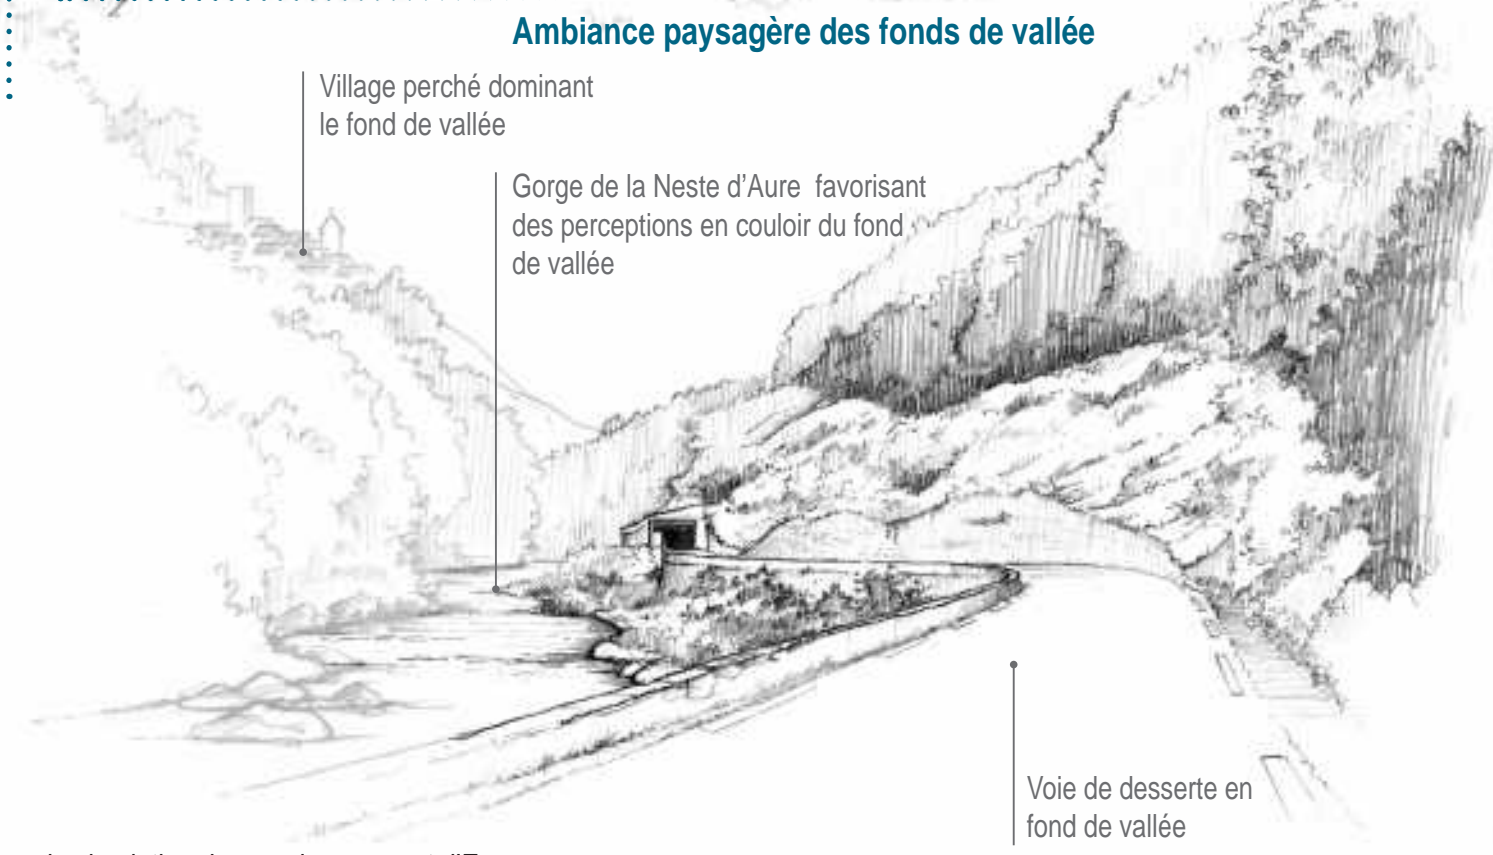 Ambiance paysagère des fonds de vallée
Village perché dominant
le fond de vallée
Gorge de la Neste d’Aure favorisant
des perceptions en couloir du fond
de vallée
Voie de desserte en
fond de vallée